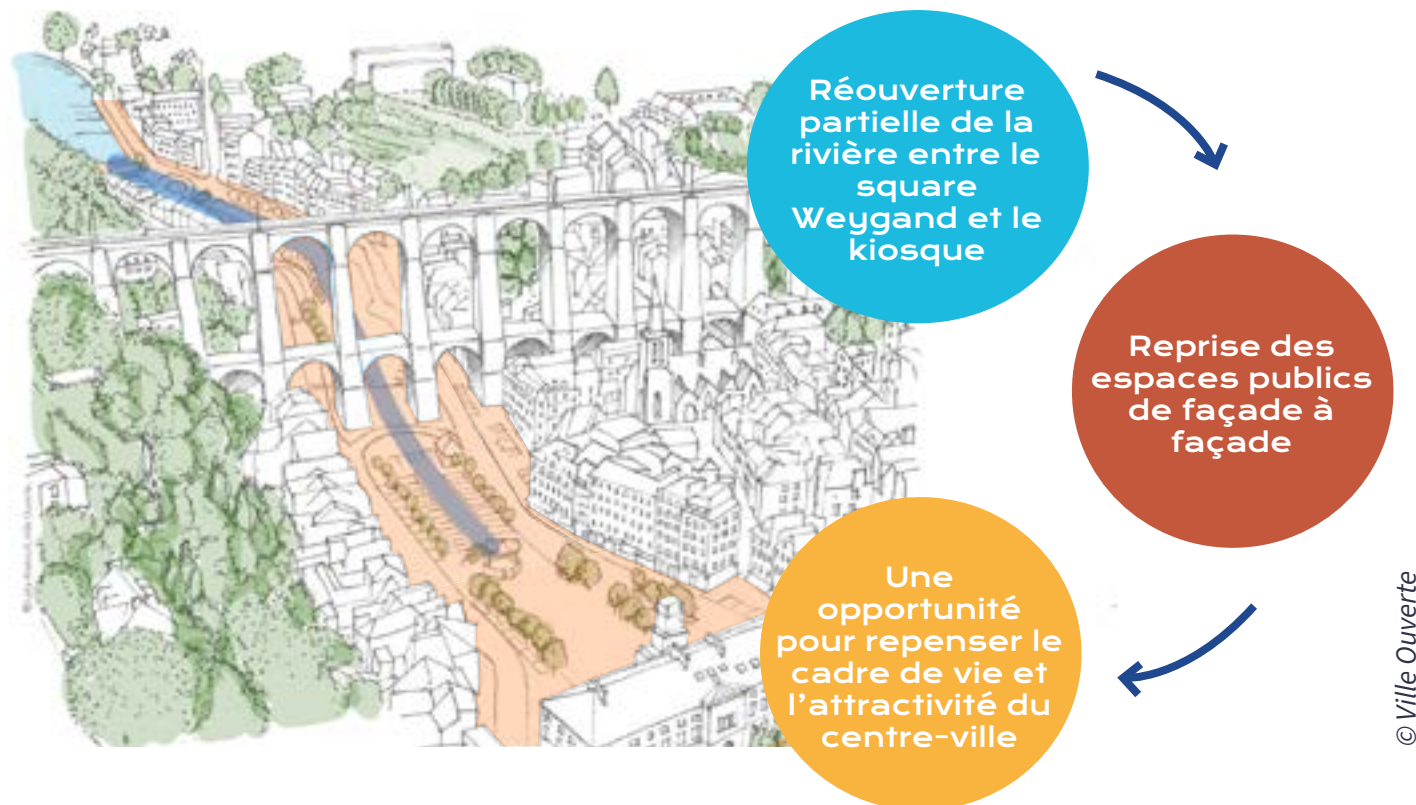 Réouverture
partielle de la
rivière entre le
square
Weygand et le
kiosque
Reprise des
espaces publics
de façade à
façade
Une
opportunité
pour repenser le
cadre de vie et
l'attractivité du
centre-ville
© Ville Ouverte